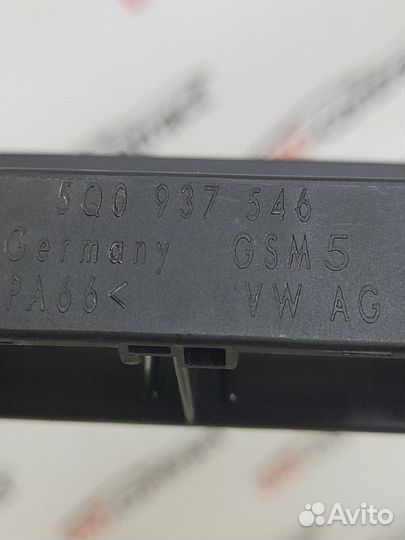 5Q0 937 546
Germany GSM5
PA66< VW AG
Avito